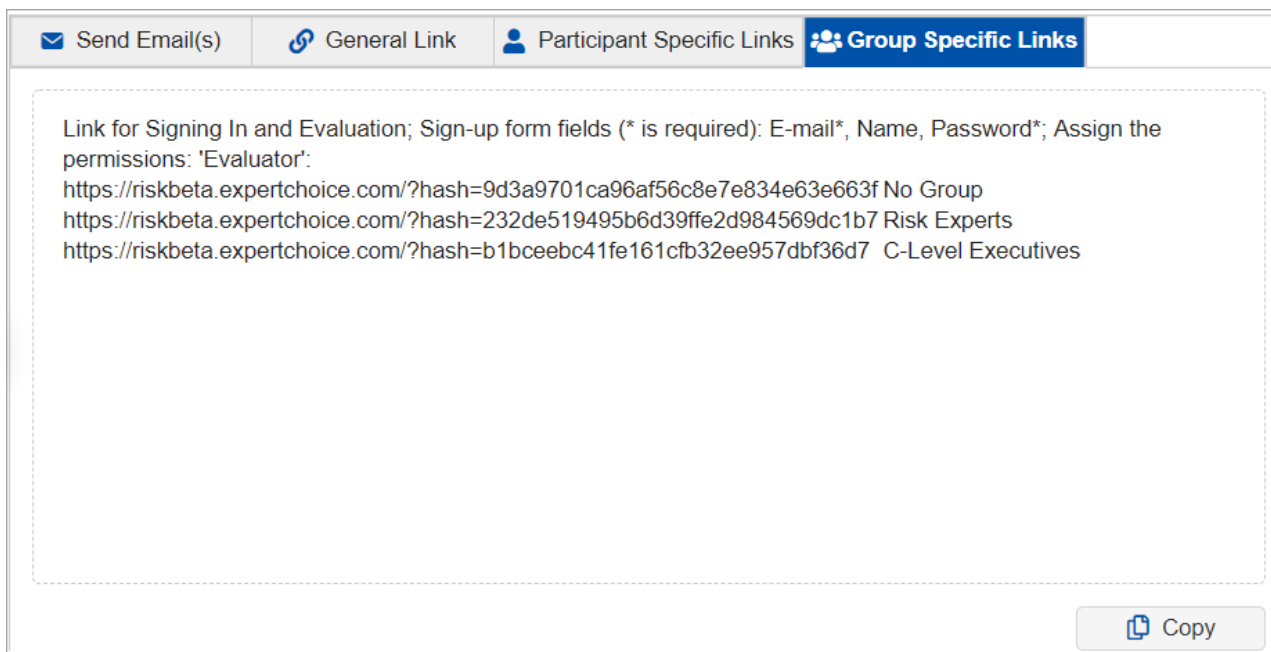 Send Email(s) General Link Participant Specific Links Group Specific Links
Link for Signing In and Evaluation; Sign-up form fields (* is required): E-mail*, Name, Password*; Assign the
permissions: 'Evaluator':
https://riskbeta.expertchoice.com/?hash=9d3a9701ca96af56c8e7e834e63e663f No Group
https://riskbeta.expertchoice.com/?hash=232de519495b6d39ffe2d984569dc1b7 Risk Experts
https://riskbeta.expertchoice.com/?hash=b1bceebc41fe161cfb32ee957dbf36d7 C-Level Executives
Copy